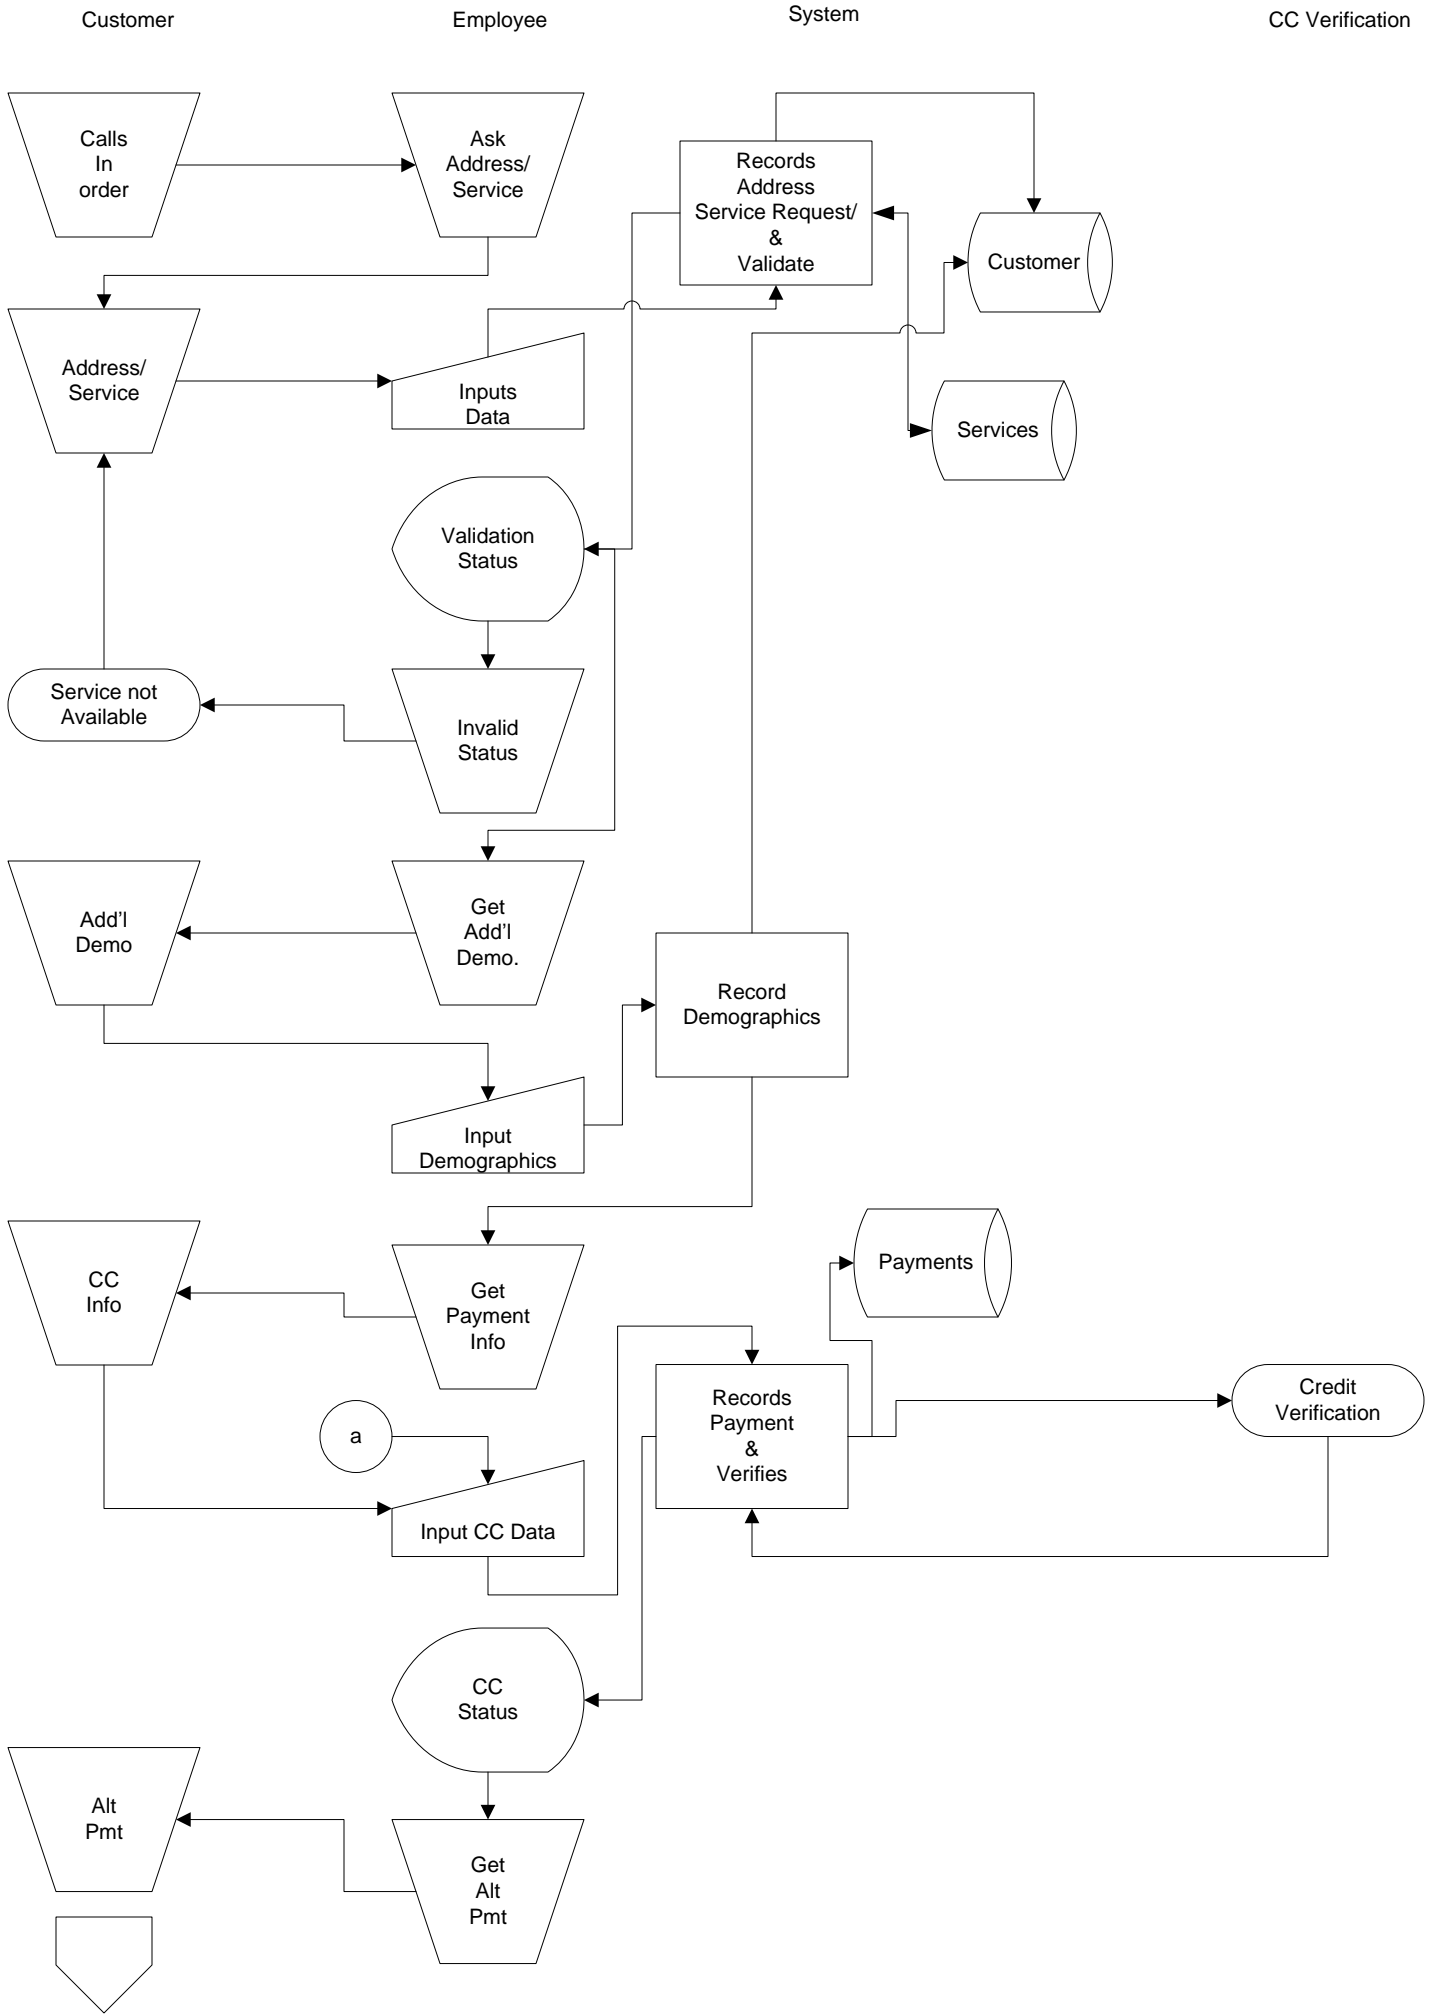 Customer
Employee
System
CC Verification
Calls
In
order
Ask
Address/
Service
Records
Address
Service Request/
&
Validate
Customer
Address/
Service
Inputs
Data
Services
Validation
Status
Service not
Available
Invalid
Status
Add'l
Demo
Get
Add'l
Demo.
Record
Demographics
Input
Demographics
CC
Info
Get
Payment
Info
Payments
Records
Payment
&
Verifies
Credit
Verification
a
Input CC Data
CC
Status
Alt
Pmt
Get
Alt
Pmt